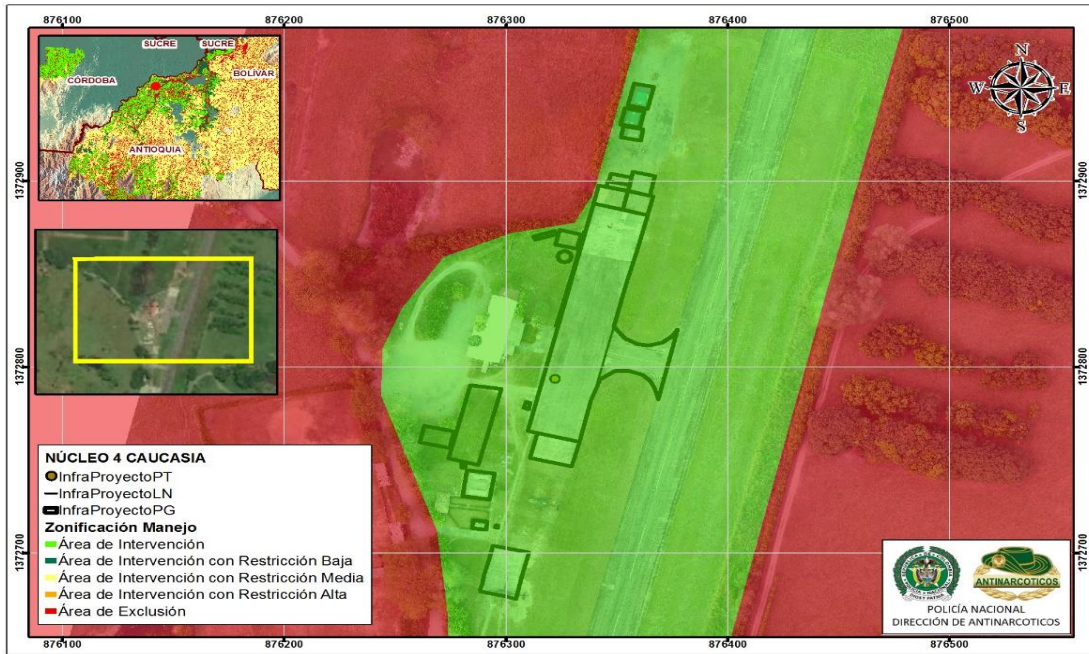 876100 876200 876300 876400 876500
SUCRE SUCRE
CÓRDOBA
BOLÍVAR
ANTIOQUIA
N
W E
S
1372900 1372900
1372800 1372800
1372700 1372700
NÚCLEO 4 CAUCASIA
InfraProyectoPT
InfraProyectoLN
InfraProyectoPG
Zonificación Manejo
Área de Intervención
Área de Intervención con Restricción Baja
Área de Intervención con Restricción Media
Área de Intervención con Restricción Alta
Área de Exclusión
ANTINARCOTICOS
POLICÍA NACIONAL
DIRECCIÓN DE ANTINARCOTICOS
876100 876200 876300 876400 876500